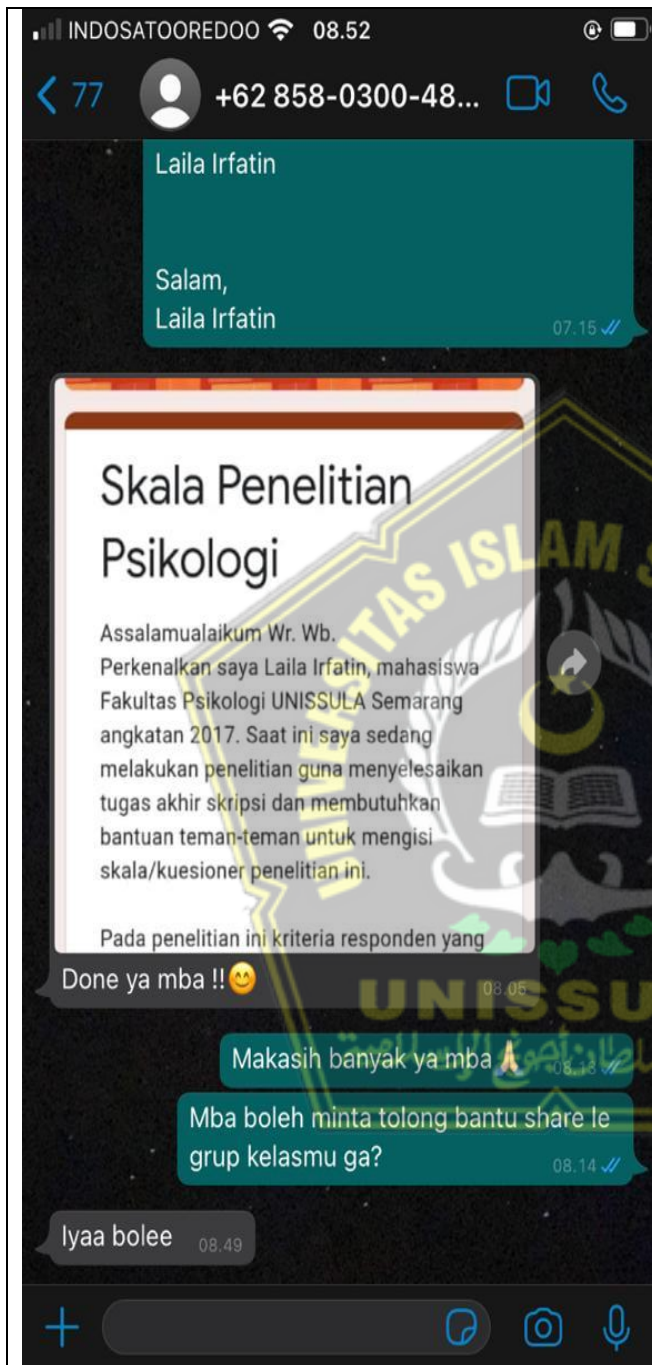 INDOSATOOREDOO 08.52
77 +62 858-0300-48...
Laila Irfatin
Salam,
Laila Irfatin
07.15
Skala Penelitian
Psikologi
Assalamualaikum Wr. Wb.
Perkenalkan saya Laila Irfatin, mahasiswa
Fakultas Psikologi UNISSULA Semarang
angkatan 2017. Saat ini saya sedang
melakukan penelitian guna menyelesaikan
tugas akhir skripsi dan membutuhkan
bantuan teman-teman untuk mengisi
skala/kuesioner penelitian ini.
Pada penelitian ini kriteria responden yang
Done ya mba !!😊
08.05
Makasih banyak ya mba🙏
08.13
Mba boleh minta tolong bantu share le
grup kelasmu ga?
08.14
Iyaa bolee 08.49
UNIVERSITAS ISLAM S
UNISSU